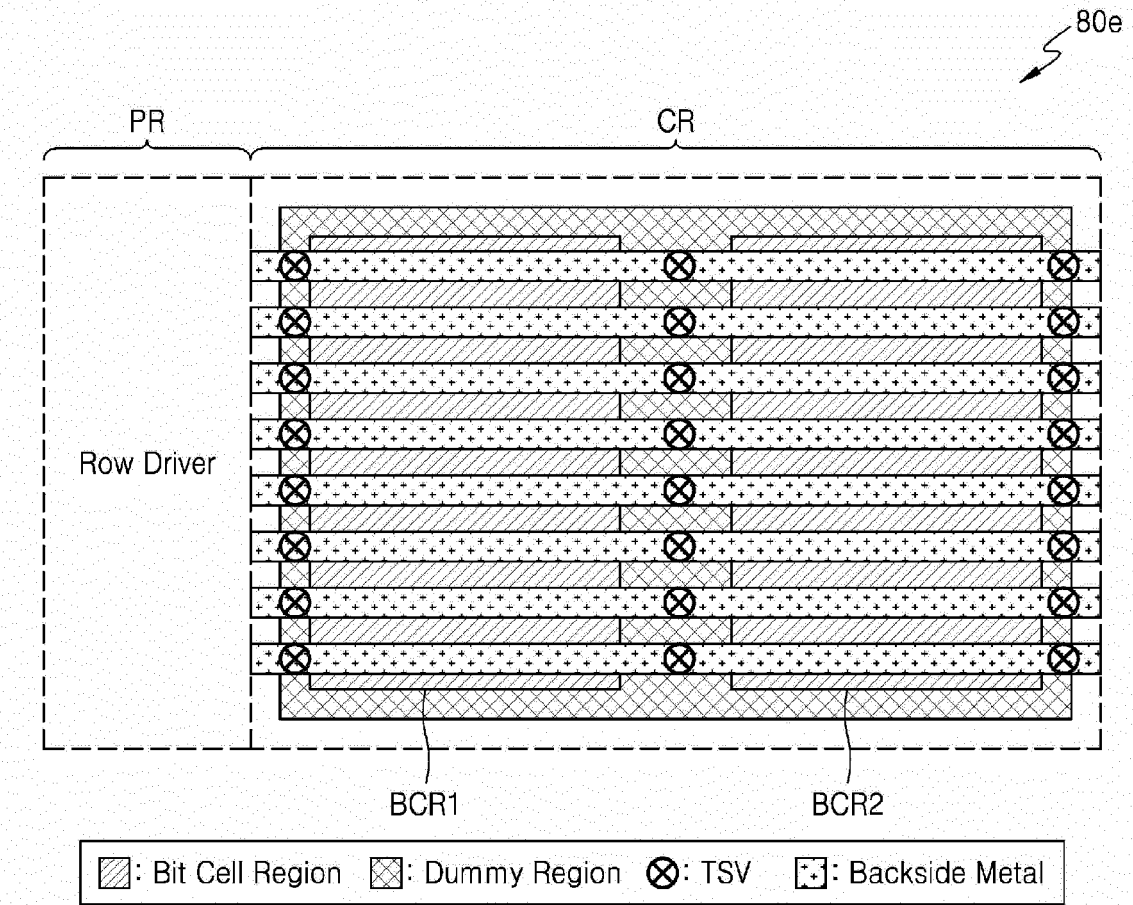 80e
PR CR
Row Driver
BCR1 BCR2
: Bit Cell Region : Dummy Region : TSV : Backside Metal